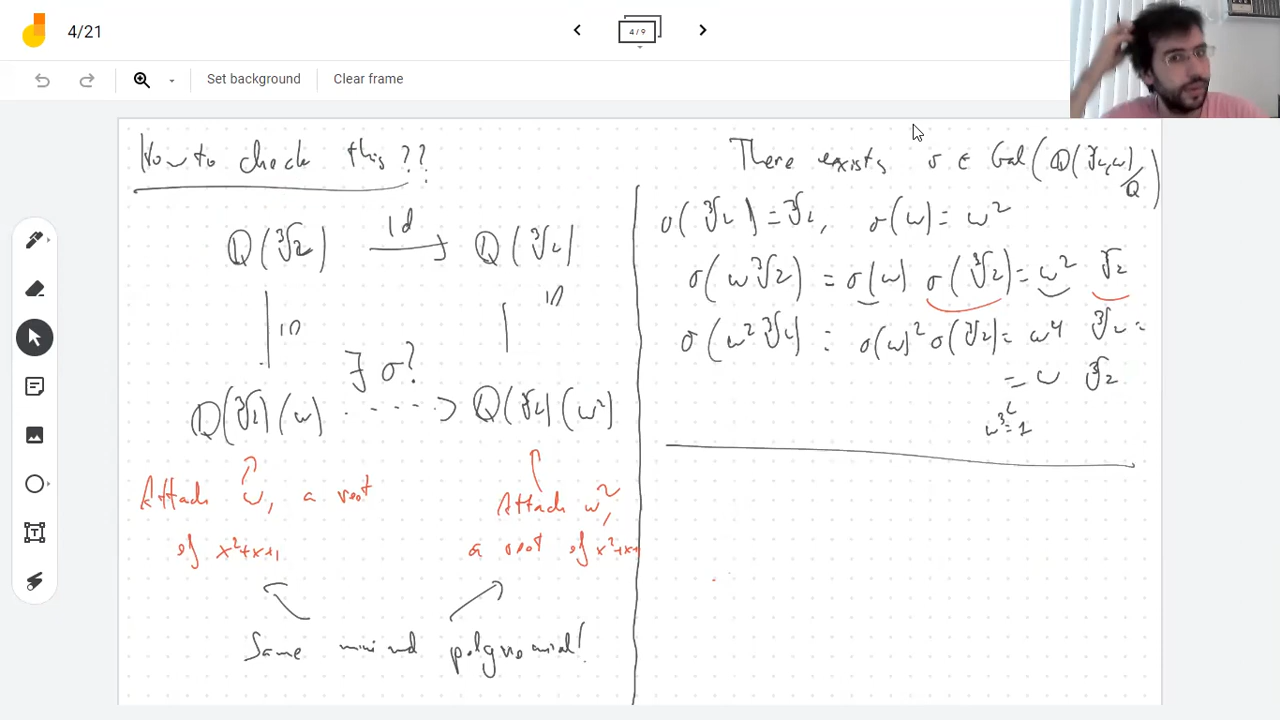 4/21
4/9
Set background
Clear frame
How to check this??
Q(∛2) Id→ Q(∛2)
∃ σ?
Q(∛2)(ω) ·····> Q(∛2)(ω²)
Attach ω, a root
of x²+x+1
Attach ω²,
a root of x²+x+
Same minimal polynomial!
There exists σ ∈ Gal(Q(∛2,ω)/Q)
σ(∛2)=∛2, σ(ω)=ω²
σ(ω∛2) = σ(ω) σ(∛2) = ω² ∛2
σ(ω²∛2) = σ(ω)²σ(∛2) = ω⁴ ∛2 =
= ω ∛2
ω³=1